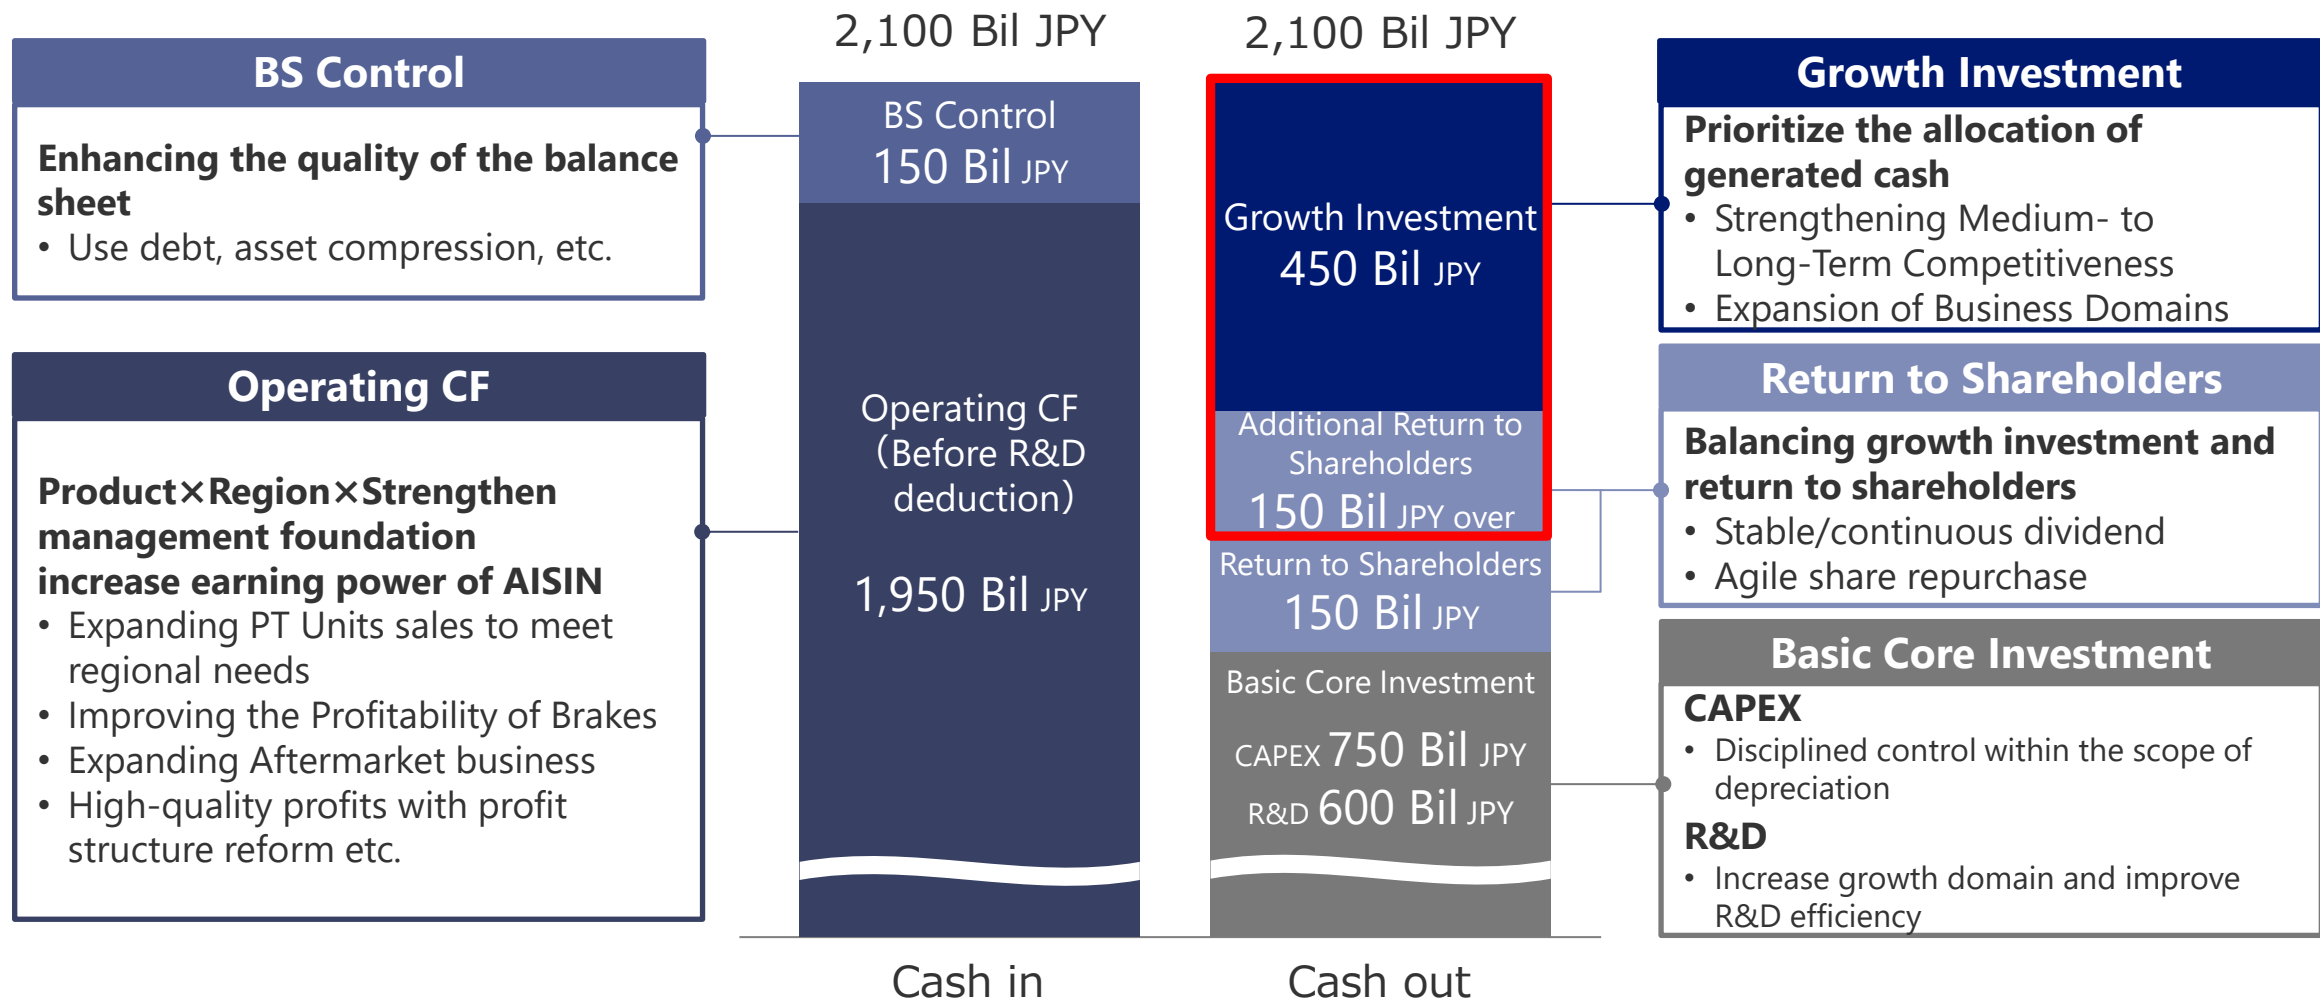 BS Control
Enhancing the quality of the balance
sheet
• Use debt, asset compression, etc.
Operating CF
Product×Region×Strengthen
management foundation
increase earning power of AISIN
• Expanding PT Units sales to meet
regional needs
• Improving the Profitability of Brakes
• Expanding Aftermarket business
• High-quality profits with profit
structure reform etc.
2,100 Bil JPY
BS Control
150 Bil JPY
Operating CF
（Before R&D
deduction）
1,950 Bil JPY
Cash in
2,100 Bil JPY
Growth Investment
450 Bil JPY
Additional Return to
Shareholders
150 Bil JPY over
Return to Shareholders
150 Bil JPY
Basic Core Investment
CAPEX 750 Bil JPY
R&D 600 Bil JPY
Cash out
Growth Investment
Prioritize the allocation of
generated cash
• Strengthening Medium- to
Long-Term Competitiveness
• Expansion of Business Domains
Return to Shareholders
Balancing growth investment and
return to shareholders
• Stable/continuous dividend
• Agile share repurchase
Basic Core Investment
CAPEX
• Disciplined control within the scope of
depreciation
R&D
• Increase growth domain and improve
R&D efficiency